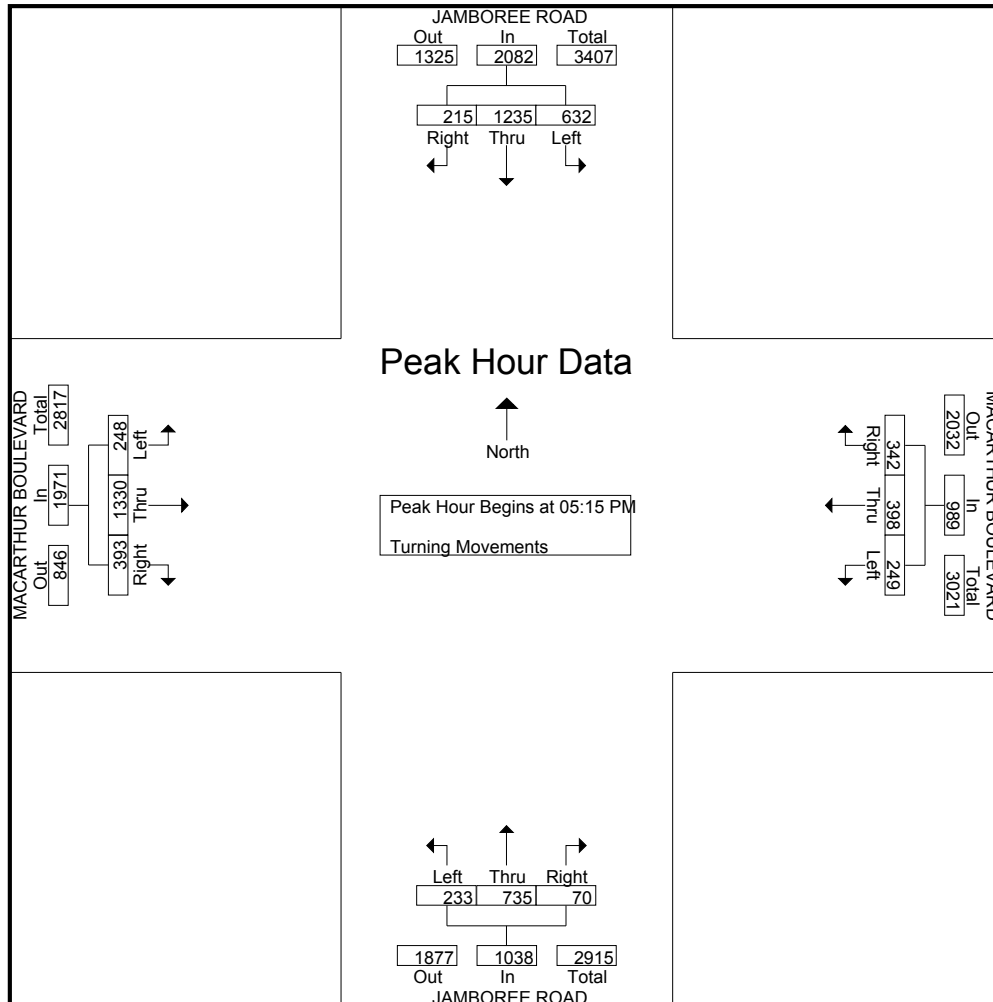 JAMBOREE ROAD
Out In Total
1325 2082 3407
215 1235 632
Right Thru Left
Peak Hour Data
North
Peak Hour Begins at 05:15 PM
Turning Movements
MACARTHUR BOULEVARD
Out In Total
846 1971 2817
393 1330 248
Right Thru Left
MACARTHUR BOULEVARD
Out In Total
2032 989 3021
342 398 249
Right Thru Left
Left Thru Right
233 735 70
1877 1038 2915
Out In Total
JAMBOREE ROAD